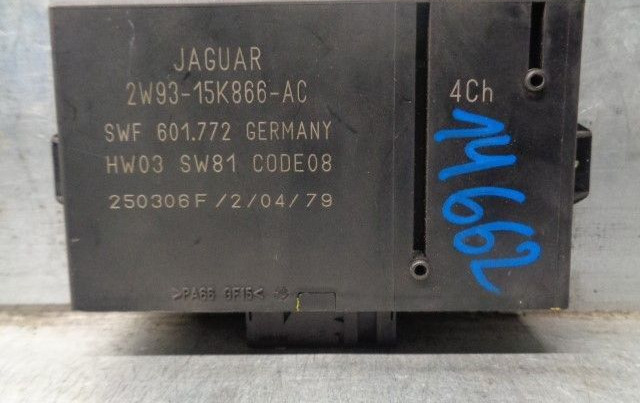 JAGUAR
2W93-15K866-AC
4Ch
SWF 601.772 GERMANY
HW03 SW81 CODE08
250306F/2/04/79
14662
>PA66 GF15<